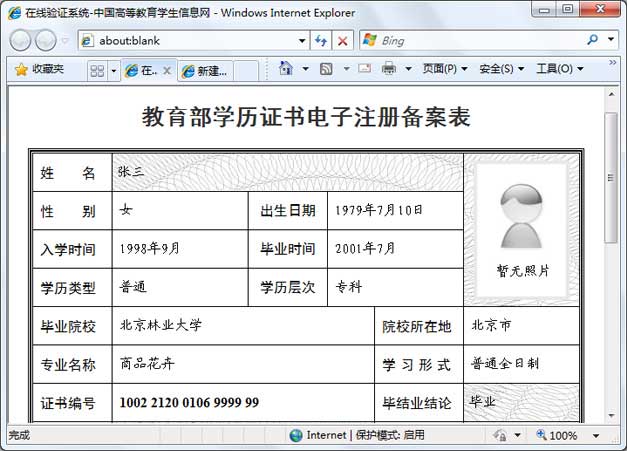 在线验证系统-中国高等教育学生信息网 - Windows Internet Explorer
about:blank
Bing
收藏夹
在..
新建...
页面(P)
安全(S)
工具(O)
教育部学历证书电子注册备案表
姓 名 张三
性 别 女 出生日期 1979年7月10日
暂无照片
入学时间 1998年9月 毕业时间 2001年7月
学历类型 普通 学历层次 专科
毕业院校 北京林业大学 院校所在地 北京市
专业名称 商品花卉 学习形式 普通全日制
证书编号 1002 2120 0106 9999 99 毕结业结论 毕业
完成
Internet | 保护模式: 启用
100%